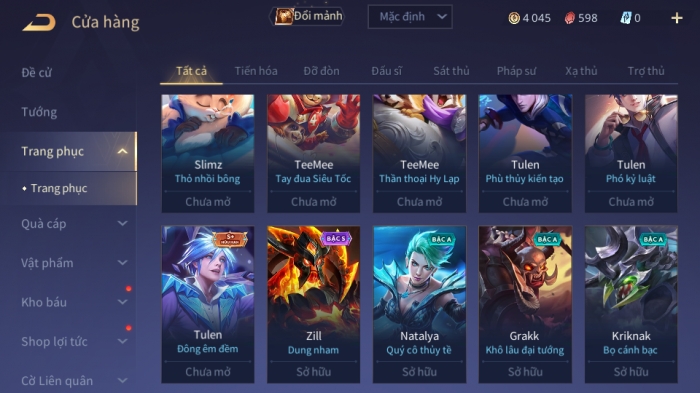 Cửa hàng
Đổi mảnh
Mặc định
4 045
598
0
Đề cử
Tướng
Trang phục
Trang phục
Quà cáp
Vật phẩm
Kho báu
Shop lợi tức
Cờ Liên quân
Tất cả Tiến hóa Đỡ đòn Đấu sĩ Sát thủ Pháp sư Xạ thủ Trợ thủ
Slimz TeeMee TeeMee Tulen Tulen
Thỏ nhồi bông Tay đua Siêu Tốc Thần thoại Hy Lạp Phù thủy kiến tạo Phó kỷ luật
Chưa mở Chưa mở Chưa mở Chưa mở Chưa mở
S+ HỮU HẠN BẬC S BẬC A BẬC A BẬC A
Tulen Zill Natalya Grakk Kriknak
Đông êm đềm Dung nham Quý cô thủy tề Khô lâu đại tướng Bọ cánh bạc
Chưa mở Sở hữu Sở hữu Sở hữu Sở hữu